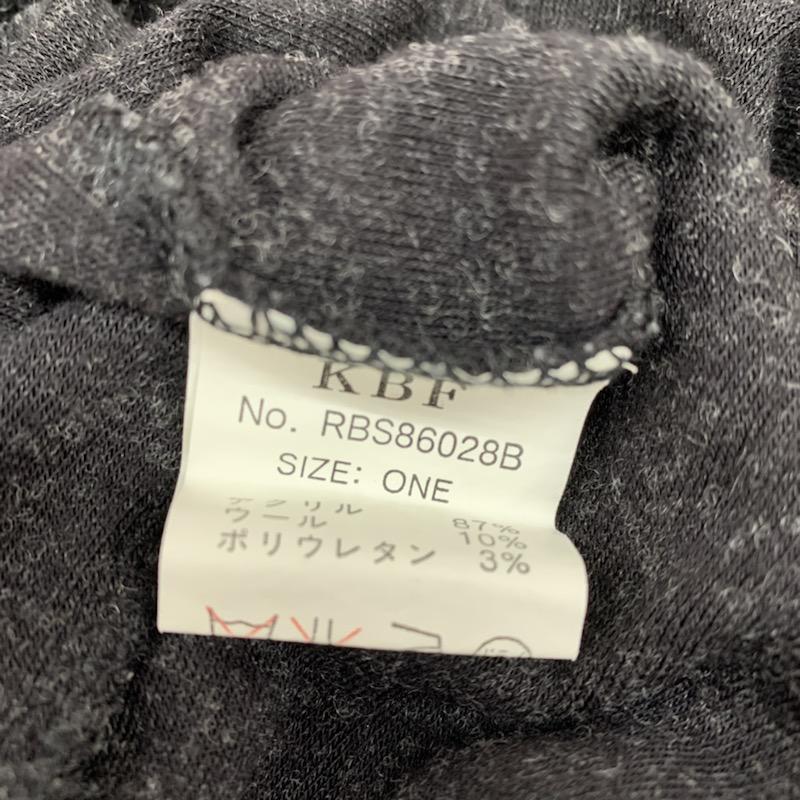 KBF
No. RBS86028B
SIZE: ONE
アクリル 87%
ウール 10%
ポリウレタン 3%